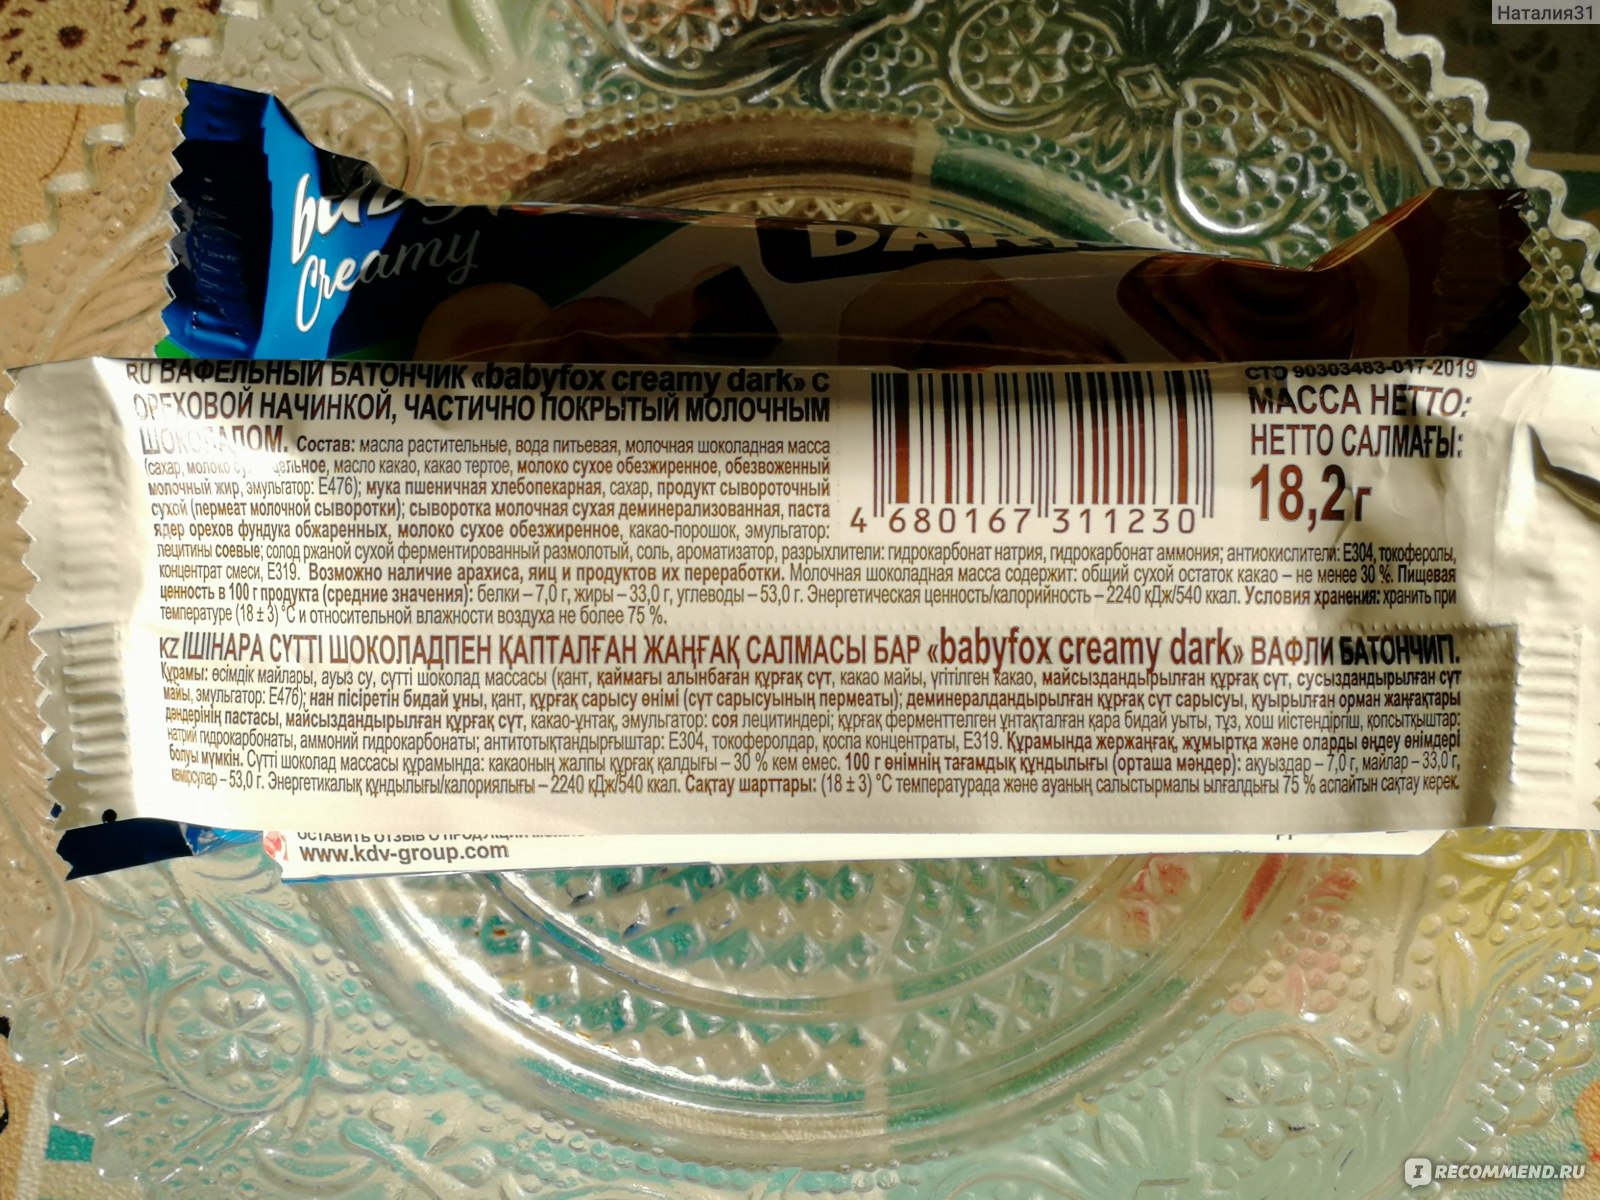 Наталия31
Creamy
DARK
RU ВАФЕЛЬНЫЙ БАТОНЧИК «babyfox creamy dark» С
ОРЕХОВОЙ НАЧИНКОЙ, ЧАСТИЧНО ПОКРЫТЫЙ МОЛОЧНЫМ
ШОКОЛАДОМ. Состав: масла растительные, вода питьевая, молочная шоколадная масса
(сахар, молоко сухое цельное, масло какао, какао тертое, молоко сухое обезжиренное, обезвоженный
молочный жир, эмульгатор: Е476); мука пшеничная хлебопекарная, сахар, продукт сывороточный
сухой (пермеат молочной сыворотки); сыворотка молочная сухая деминерализованная, паста
ядер орехов фундука обжаренных, молоко сухое обезжиренное, какао-порошок, эмульгатор:
лецитины соевые; солод ржаной сухой ферментированный размолотый, соль, ароматизатор, разрыхлители: гидрокарбонат натрия, гидрокарбонат аммония; антиокислители: Е304, токоферолы,
концентрат смеси, Е319. Возможно наличие арахиса, яиц и продуктов их переработки. Молочная шоколадная масса содержит: общий сухой остаток какао – не менее 30 %. Пищевая
ценность в 100 г продукта (средние значения): белки – 7,0 г, жиры – 33,0 г, углеводы – 53,0 г. Энергетическая ценность/калорийность – 2240 кДж/540 ккал. Условия хранения: хранить при
температуре (18 ± 3) °С и относительной влажности воздуха не более 75 %.
4 680167 311230
СТО 90303483-017-2019
МАССА НЕТТО:
НЕТТО САЛМАҒЫ:
18,2 г
KZ ІШІНАРА СҮТТІ ШОКОЛАДПЕН ҚАПТАЛҒАН ЖАҢҒАҚ САЛМАСЫ БАР «babyfox creamy dark» ВАФЛИ БАТОНЧИГІ.
Құрамы: өсімдік майлары, ауыз су, сүтті шоколад массасы (қант, қаймағы алынбаған құрғақ сүт, какао майы, үгітілген какао, майсыздандырылған құрғақ сүт, сусыздандырылған сүт
майы, эмульгатор: Е476); нан пісіретін бидай ұны, қант, құрғақ сарысу өнімі (сүт сарысуының пермеаты); деминералдандырылған құрғақ сүт сарысуы, қуырылған орман жаңғақтары
дәндерінің пастасы, майсыздандырылған құрғақ сүт, какао-ұнтақ, эмульгатор: соя лецитиндері; құрғақ ферменттелген ұнтақталған қара бидай уыты, тұз, хош иістендіргіш, қопсытқыштар:
натрий гидрокарбонаты, аммоний гидрокарбонаты; антитотықтандырғыштар: Е304, токоферолдар, қоспа концентраты, Е319. Құрамында жержаңғақ, жұмыртқа және оларды өңдеу өнімдері
болуы мүмкін. Сүтті шоколад массасы құрамында: какаоның жалпы құрғақ қалдығы – 30 % кем емес. 100 г өнімнің тағамдық құндылығы (орташа мәндер): ақуыздар – 7,0 г, майлар – 33,0 г,
көмірсулар – 53,0 г. Энергетикалық құндылығы/калориялығы – 2240 кДж/540 ккал. Сақтау шарттары: (18 ± 3) °С температурада және ауаның салыстырмалы ылғалдығы 75 % аспайтын сақтау керек.
ОСТАВИТЬ ОТЗЫВ О ПРОДУКЦИИ
www.kdv-group.com
IRECOMMEND.RU